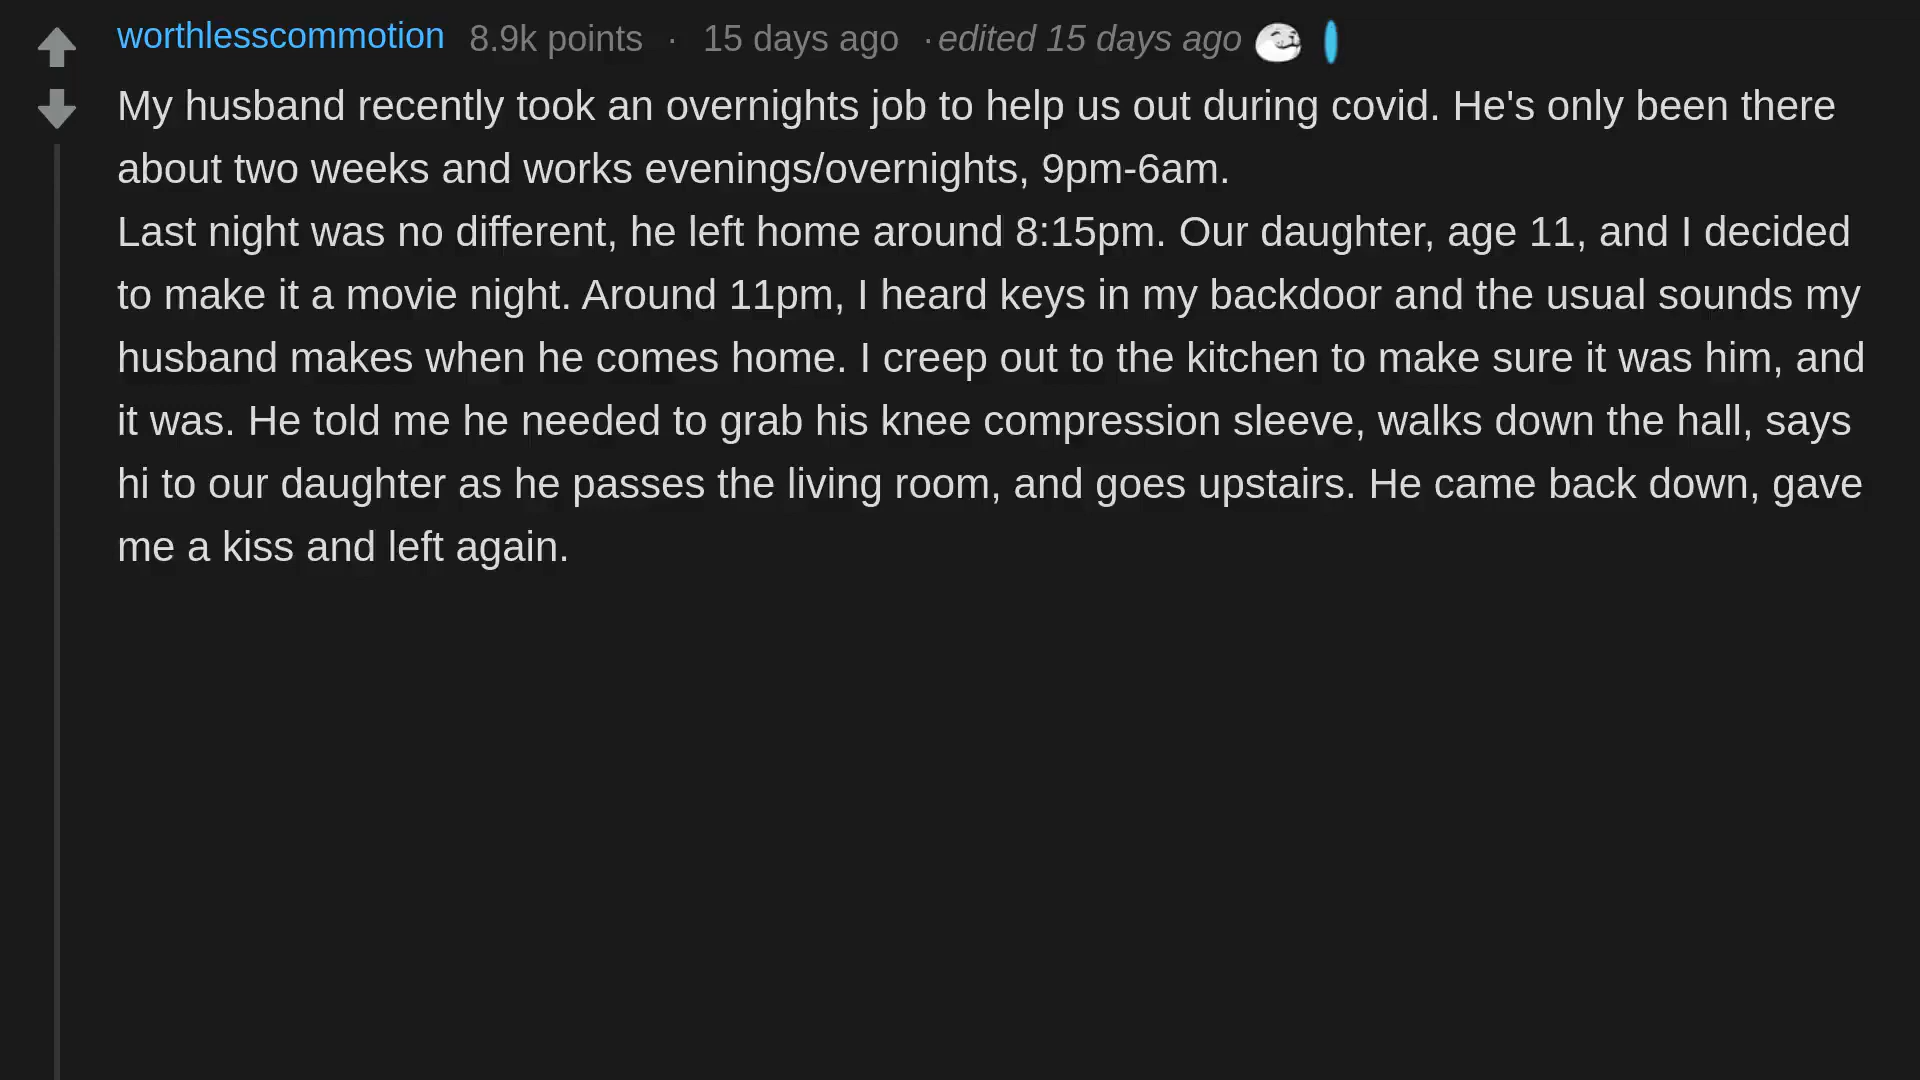 worthlesscommotion 8.9k points · 15 days ago · edited 15 days ago
My husband recently took an overnights job to help us out during covid. He's only been there
about two weeks and works evenings/overnights, 9pm-6am.
Last night was no different, he left home around 8:15pm. Our daughter, age 11, and I decided
to make it a movie night. Around 11pm, I heard keys in my backdoor and the usual sounds my
husband makes when he comes home. I creep out to the kitchen to make sure it was him, and
it was. He told me he needed to grab his knee compression sleeve, walks down the hall, says
hi to our daughter as he passes the living room, and goes upstairs. He came back down, gave
me a kiss and left again.